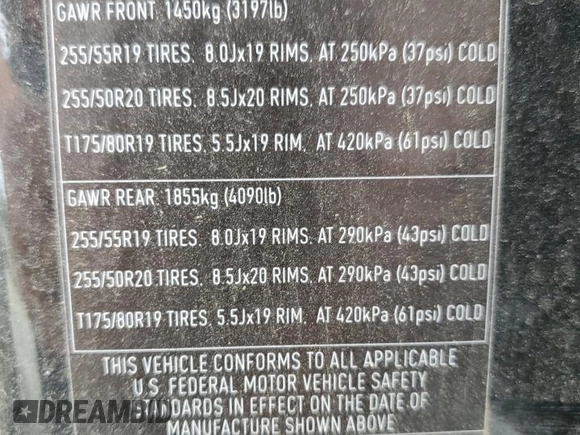 GAWR FRONT 1450kg (3197lb)
255/55R19 TIRES, 8.0Jx19 RIMS, AT 250kPa (37psi) COLD
255/50R20 TIRES, 8.5Jx20 RIMS, AT 250kPa (37psi) COLD
T175/80R19 TIRES, 5.5Jx19 RIM, AT 420kPa (61psi) COLD
GAWR REAR 1855kg (4090lb)
255/55R19 TIRES, 8.0Jx19 RIMS, AT 290kPa (43psi) COLD
255/50R20 TIRES, 8.5Jx20 RIMS, AT 290kPa (43psi) COLD
T175/80R19 TIRES, 5.5Jx19 RIM, AT 420kPa (61psi) COLD
THIS VEHICLE CONFORMS TO ALL APPLICABLE
U.S. FEDERAL MOTOR VEHICLE SAFETY
DARDS IN EFFECT ON THE DATE OF
MANUFACTURE SHOWN ABOVE
DREAMBID